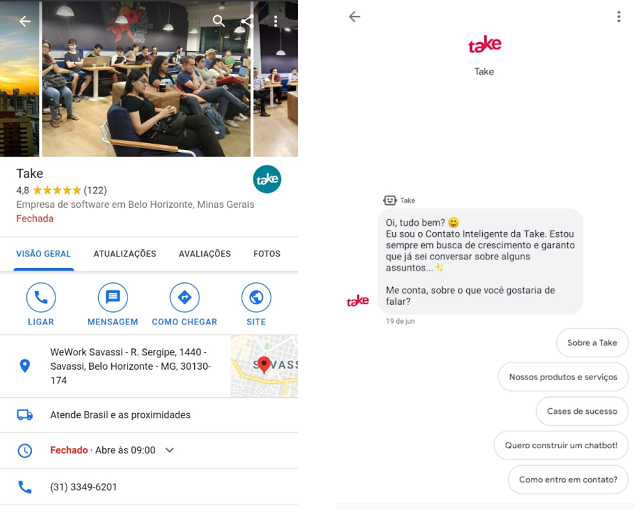 Take
take
4,8 ★★★★★ (122)
Empresa de software em Belo Horizonte, Minas Gerais
Fechada
VISÃO GERAL
ATUALIZAÇÕES
AVALIAÇÕES
FOTOS
LIGAR
MENSAGEM
COMO CHEGAR
SITE
WeWork Savassi - R. Sergipe, 1440 -
Savassi, Belo Horizonte - MG, 30130-
174
SAVASS
Atende Brasil e as proximidades
Fechado · Abre às 09:00
(31) 3349-6201
take
Take
Take
Oi, tudo bem? 😄
Eu sou o Contato Inteligente da Take. Estou
sempre em busca de crescimento e garanto
que já sei conversar sobre alguns
assuntos...✨
Me conta, sobre o que você gostaria de
falar?
take
19 de jun
Sobre a Take
Nossos produtos e serviços
Cases de sucesso
Quero construir um chatbot!
Como entro em contato?